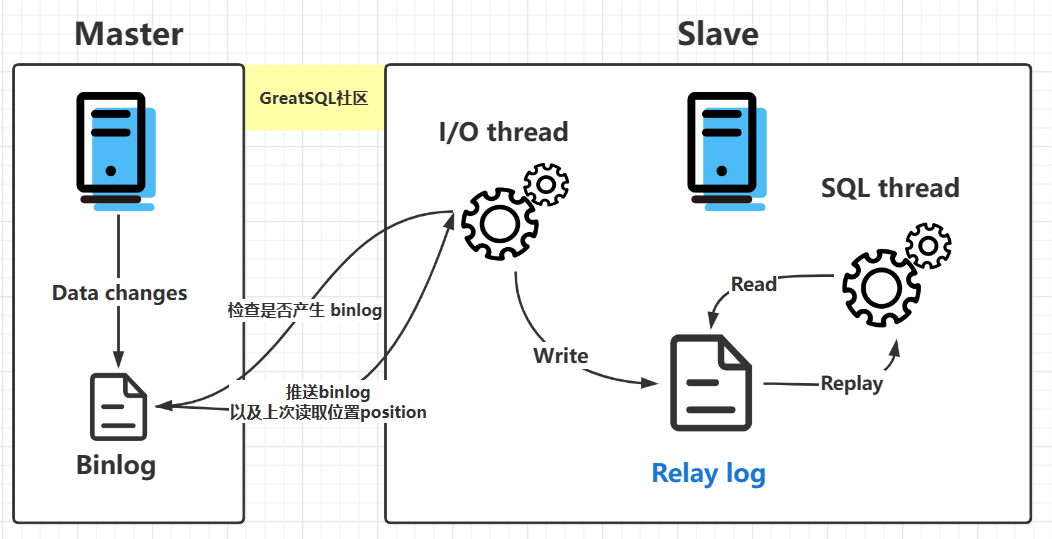 Master
Slave
GreatSQL社区
I/O thread
SQL thread
Data changes
检查是否产生 binlog
Read
Write
推送binlog
以及上次读取位置position
Replay
Binlog
Relay log